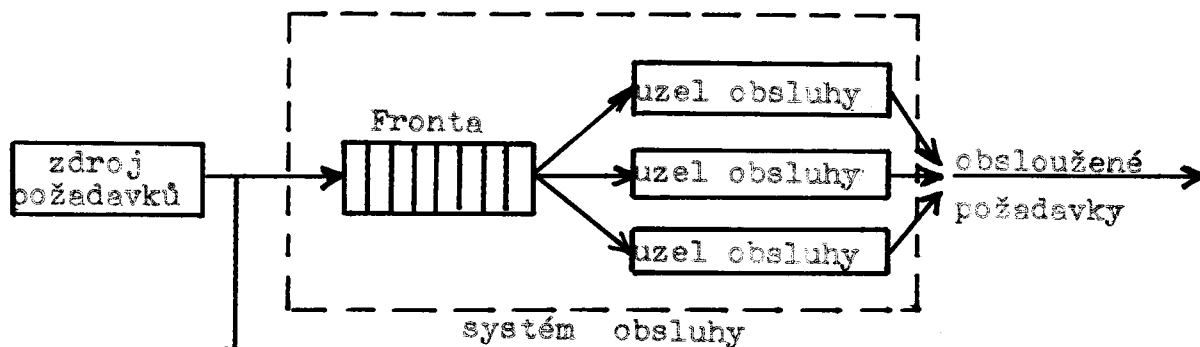 zdroj
požadavků
Fronta
uzel obsluhy
uzel obsluhy
uzel obsluhy
obsloužené
požadavky
systém obsluhy